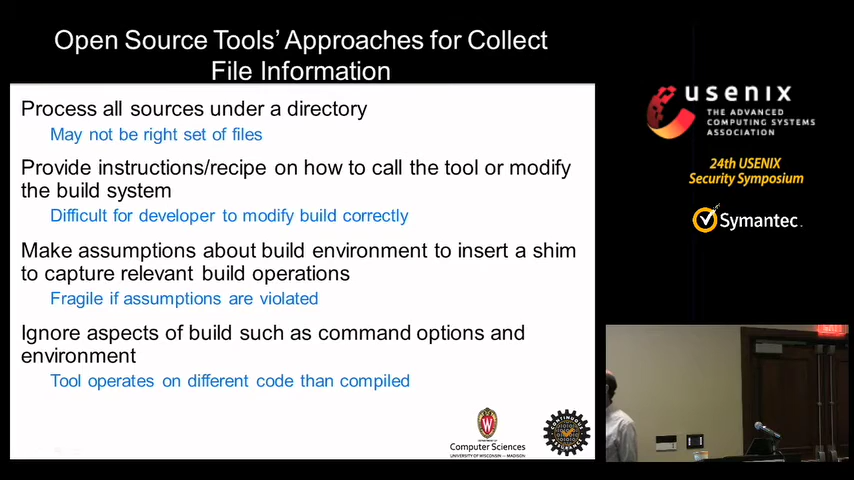 Open Source Tools' Approaches for Collect
File Information
Process all sources under a directory
May not be right set of files
Provide instructions/recipe on how to call the tool or modify
the build system
Difficult for developer to modify build correctly
Make assumptions about build environment to insert a shim
to capture relevant build operations
Fragile if assumptions are violated
Ignore aspects of build such as command options and
environment
Tool operates on different code than compiled
W
Computer Sciences
UNIVERSITY OF WISCONSIN — MADISON
usenix
THE ADVANCED
COMPUTING SYSTEMS
ASSOCIATION
24th USENIX
Security Symposium
Symantec.